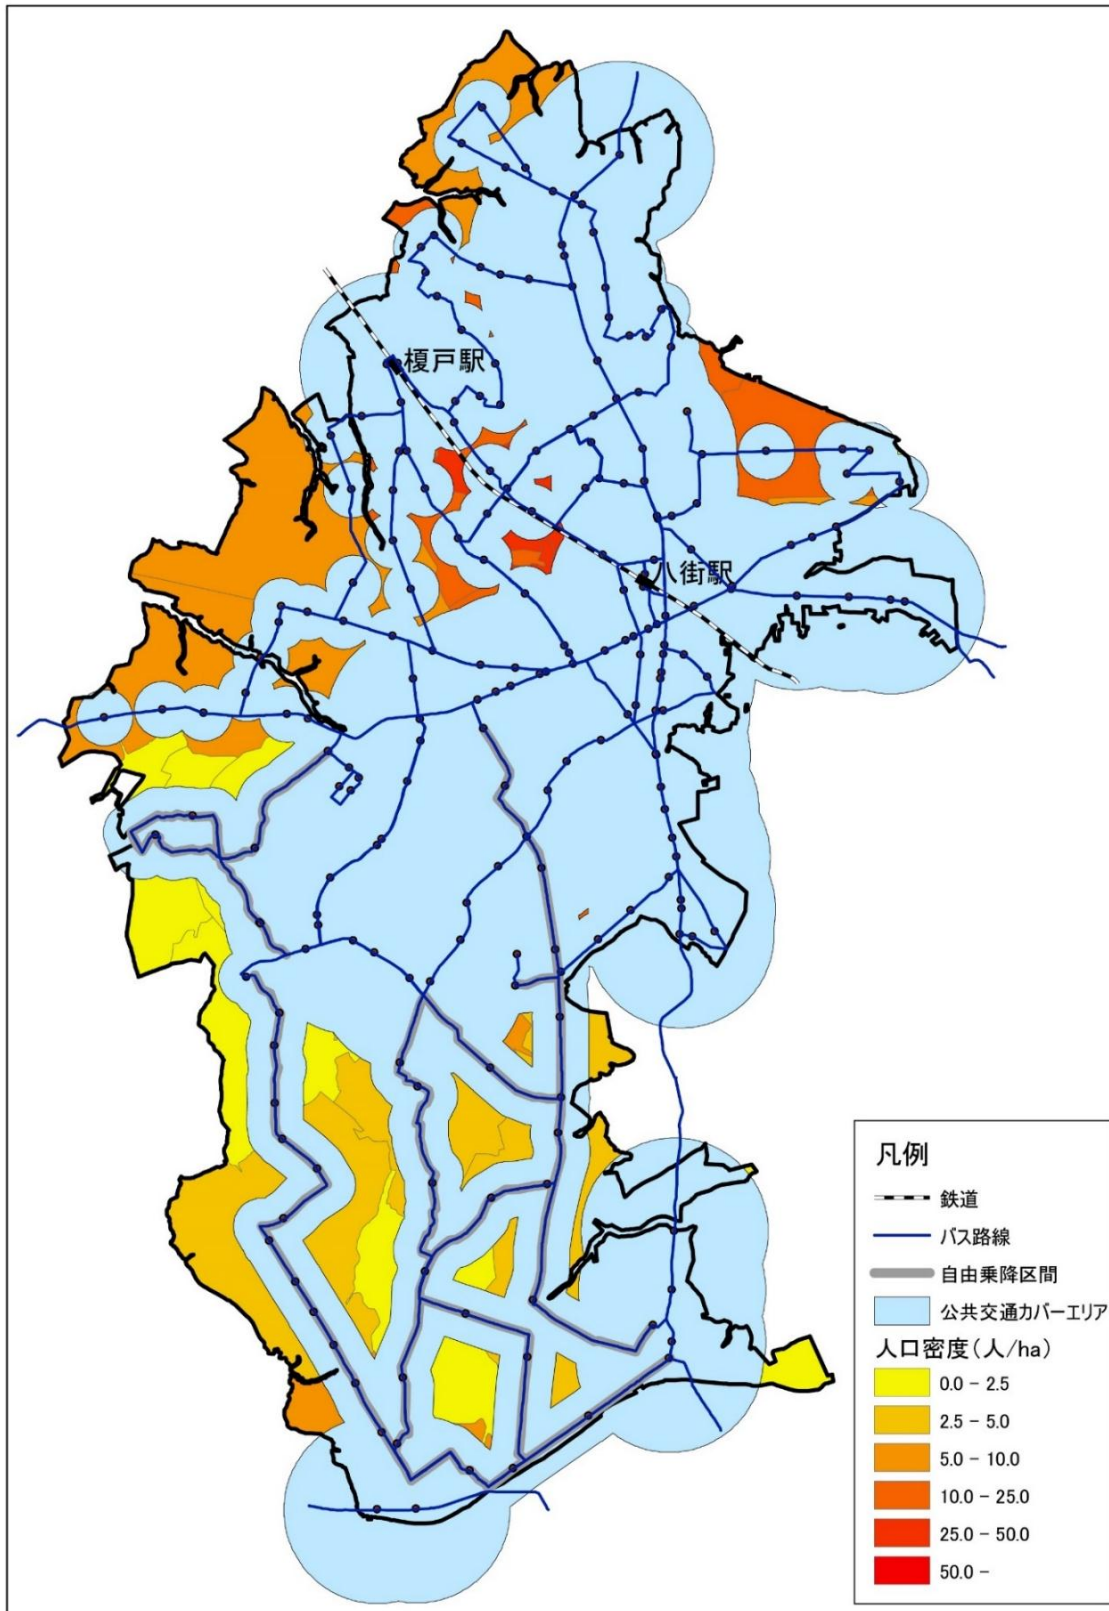 榎戸駅
八街駅
凡例
鉄道
バス路線
自由乗降区間
公共交通カバーエリア
人口密度(人/ha)
0.0 - 2.5
2.5 - 5.0
5.0 - 10.0
10.0 - 25.0
25.0 - 50.0
50.0 -